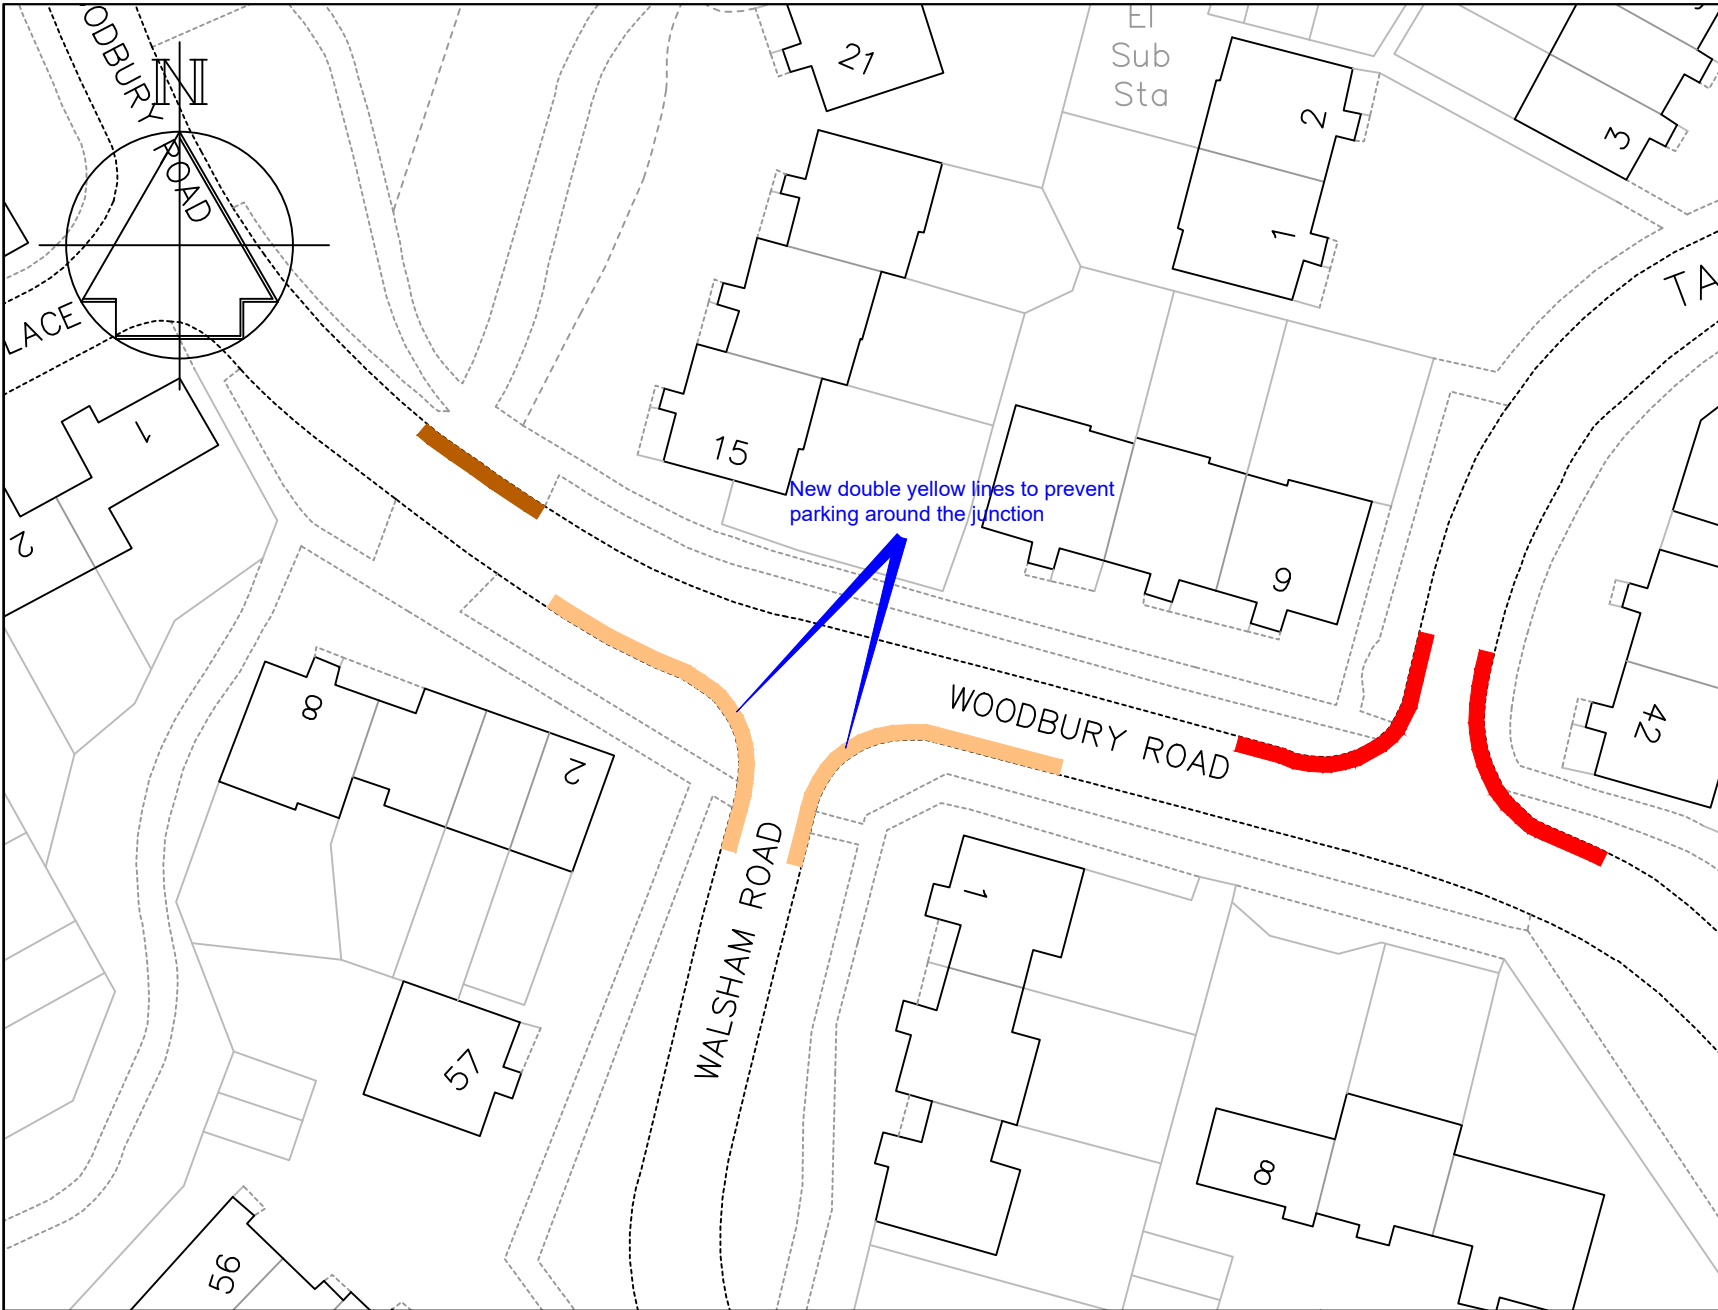 ODBURY ROAD
N
LACE
21
El
Sub
Sta
2
3
1
TA
15
New double yellow lines to prevent
parking around the junction
9
1
2
8
2
WOODBURY ROAD
42
WALSHAM ROAD
1
57
8
56